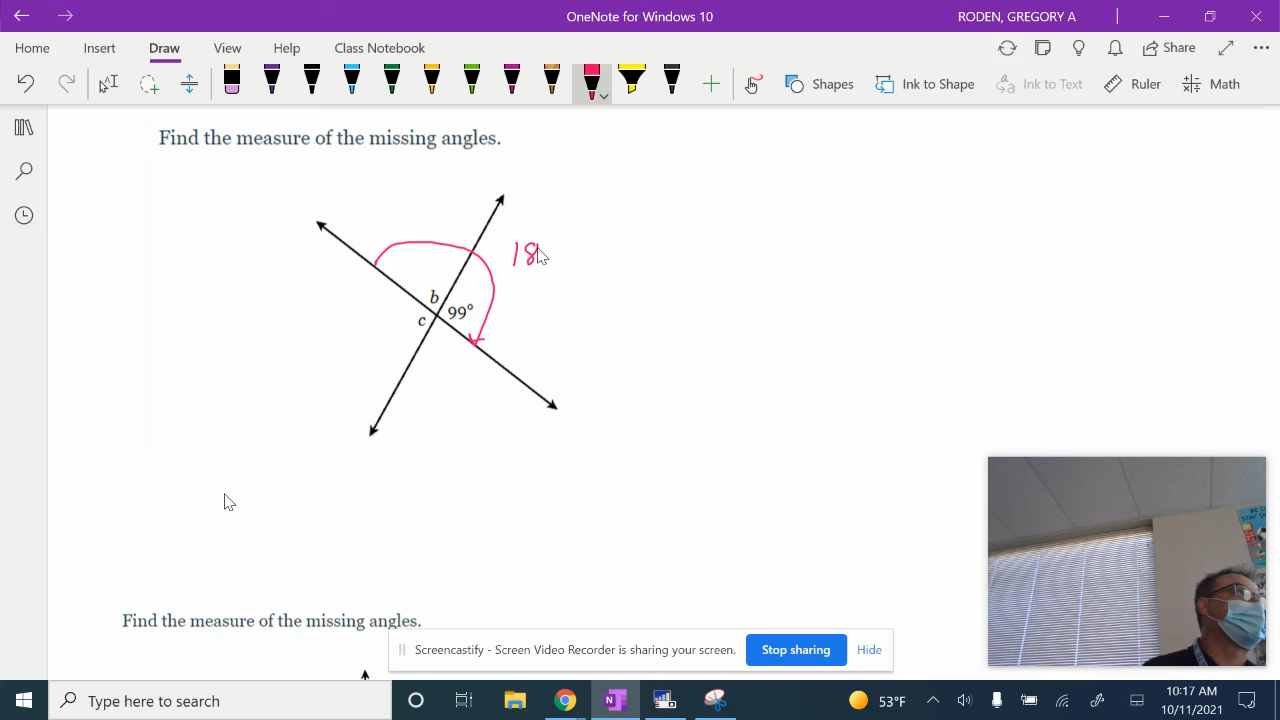 OneNote for Windows 10
RODEN, GREGORY A
Home Insert Draw View Help Class Notebook
Share
Shapes Ink to Shape Ink to Text Ruler Math
Find the measure of the missing angles.
18
b
99°
c
Find the measure of the missing angles.
Screencastify - Screen Video Recorder is sharing your screen. Stop sharing Hide
Type here to search
53°F
10:17 AM
10/11/2021